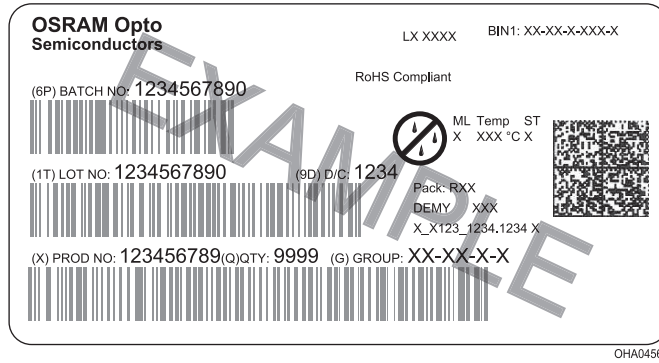 OSRAM Opto
Semiconductors
LX XXXX
BIN1: XX-XX-X-XXX-X
RoHS Compliant
(6P) BATCH NO: 1234567890
ML Temp ST
X XXX °C X
(1T) LOT NO: 1234567890
(9D) D/C: 1234
Pack: RXX
DEMY XXX
X_X123_1234.1234 X
(X) PROD NO: 123456789(Q)QTY: 9999 (G) GROUP: XX-XX-X-X
EXAMPLE
OHA0456